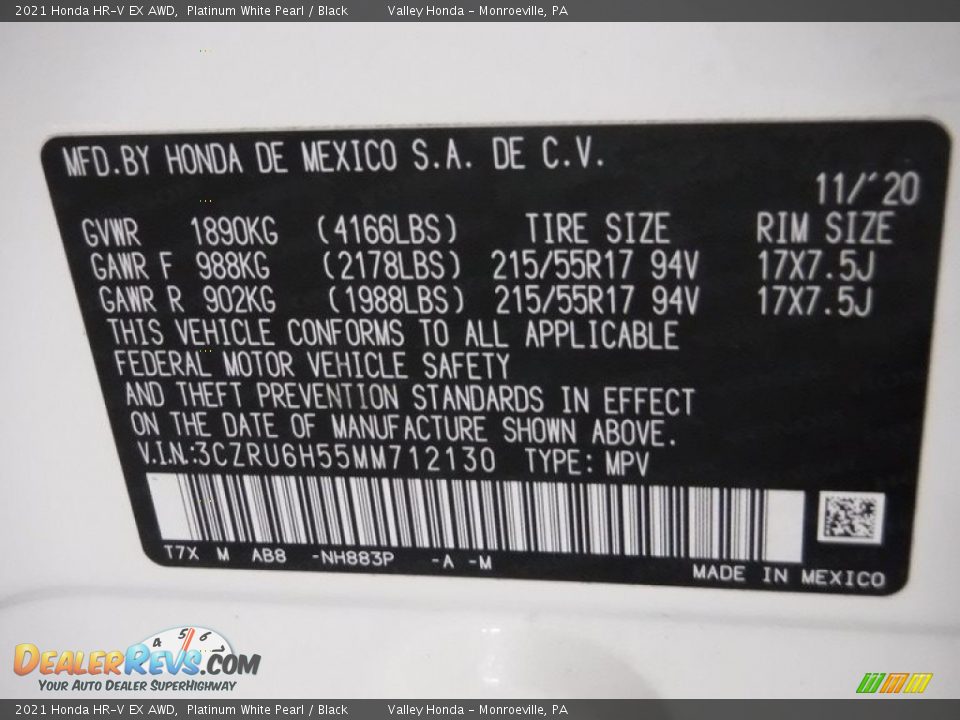 2021 Honda HR-V EX AWD, Platinum White Pearl / Black Valley Honda - Monroeville, PA
MFD.BY HONDA DE MEXICO S.A. DE C.V.
11/´20
GVWR 1890KG (4166LBS) TIRE SIZE RIM SIZE
GAWR F 988KG (2178LBS) 215/55R17 94V 17X7.5J
GAWR R 902KG (1988LBS) 215/55R17 94V 17X7.5J
THIS VEHICLE CONFORMS TO ALL APPLICABLE
FEDERAL MOTOR VEHICLE SAFETY
AND THEFT PREVENTION STANDARDS IN EFFECT
ON THE DATE OF MANUFACTURE SHOWN ABOVE.
V.I.N.:3CZRU6H55MM712130 TYPE: MPV
T7X M AB8 -NH883P -A -M
MADE IN MEXICO
4 5 6
DEALERREVS.COM
YOUR AUTO DEALER SUPERHIGHWAY
2021 Honda HR-V EX AWD, Platinum White Pearl / Black Valley Honda - Monroeville, PA